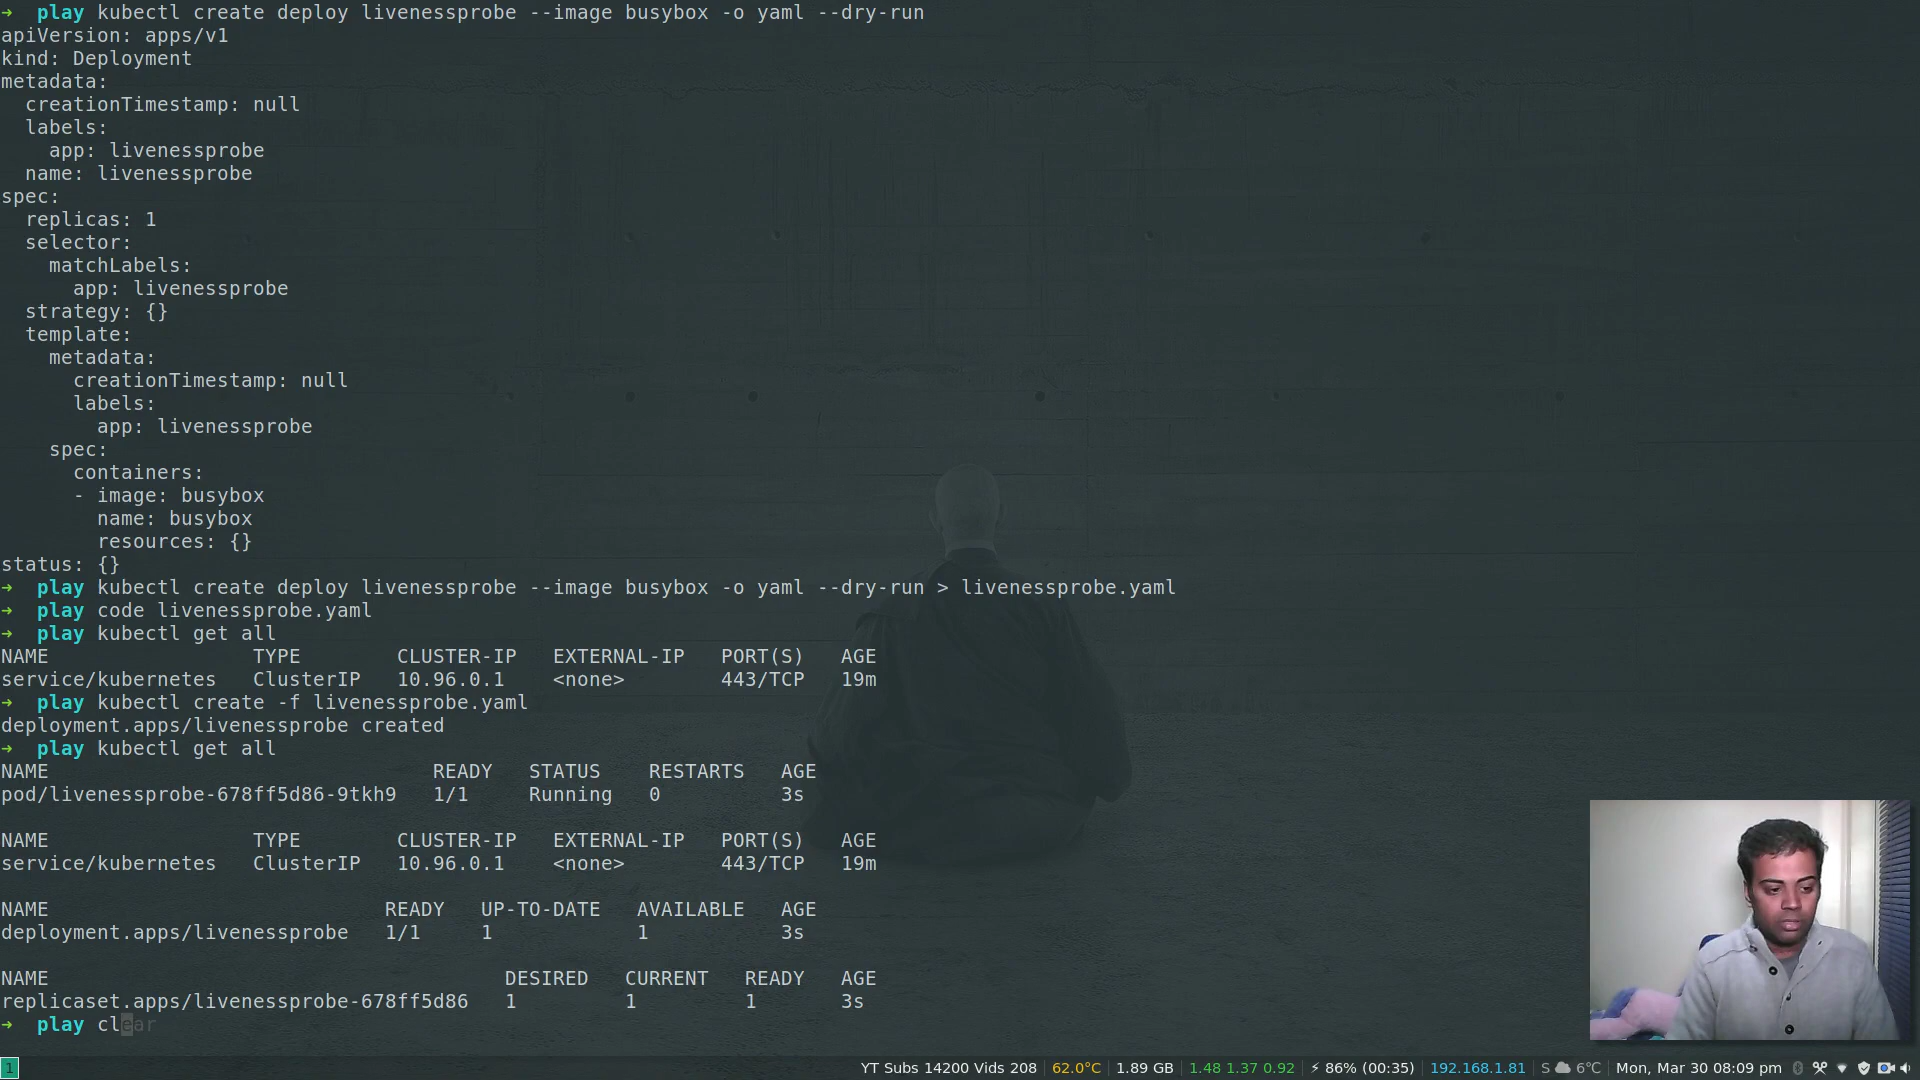 ➜  play kubectl create deploy livenessprobe --image busybox -o yaml --dry-run
apiVersion: apps/v1
kind: Deployment
metadata:
  creationTimestamp: null
  labels:
    app: livenessprobe
  name: livenessprobe
spec:
  replicas: 1
  selector:
    matchLabels:
      app: livenessprobe
  strategy: {}
  template:
    metadata:
      creationTimestamp: null
      labels:
        app: livenessprobe
    spec:
      containers:
      - image: busybox
        name: busybox
        resources: {}
status: {}
➜  play kubectl create deploy livenessprobe --image busybox -o yaml --dry-run > livenessprobe.yaml
➜  play code livenessprobe.yaml
➜  play kubectl get all
NAME                 TYPE        CLUSTER-IP   EXTERNAL-IP   PORT(S)   AGE
service/kubernetes   ClusterIP   10.96.0.1    <none>        443/TCP   19m
➜  play kubectl create -f livenessprobe.yaml
deployment.apps/livenessprobe created
➜  play kubectl get all
NAME                                READY   STATUS    RESTARTS   AGE
pod/livenessprobe-678ff5d86-9tkh9   1/1     Running   0          3s
NAME                 TYPE        CLUSTER-IP   EXTERNAL-IP   PORT(S)   AGE
service/kubernetes   ClusterIP   10.96.0.1    <none>        443/TCP   19m
NAME                            READY   UP-TO-DATE   AVAILABLE   AGE
deployment.apps/livenessprobe   1/1     1            1           3s
NAME                                      DESIRED   CURRENT   READY   AGE
replicaset.apps/livenessprobe-678ff5d86   1         1         1       3s
➜  play clear
1 YT Subs 14200 Vids 208 62.0°C 1.89 GB 1.48 1.37 0.92 ⚡ 86% (00:35) 192.168.1.81 S 6°C Mon, Mar 30 08:09 pm